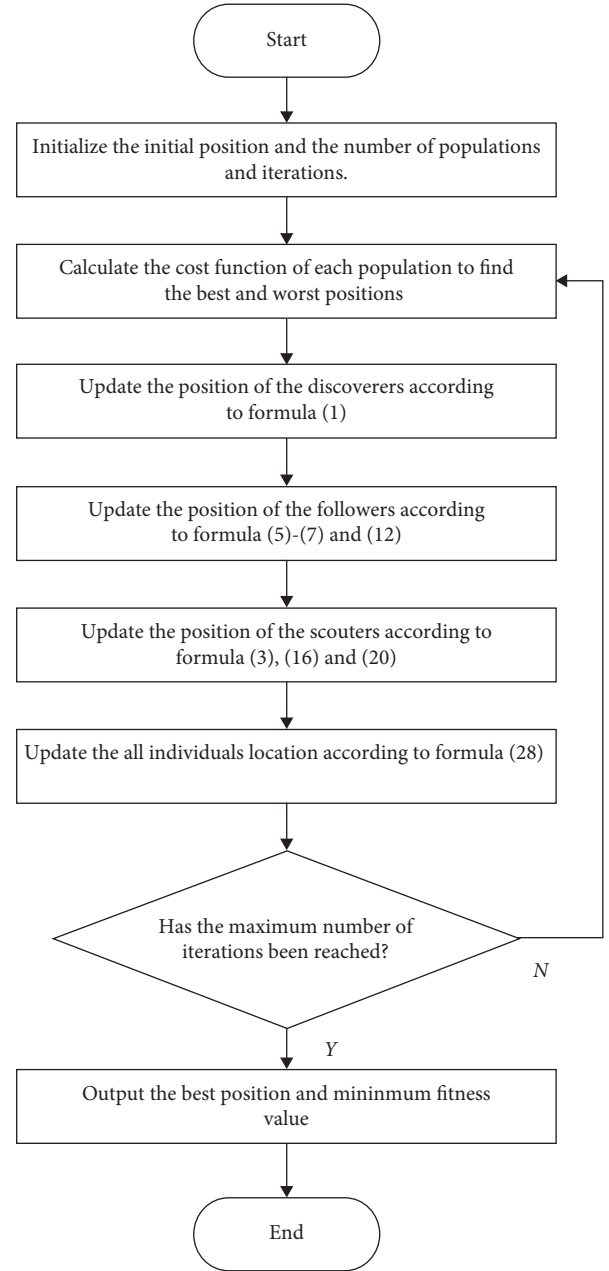 Start
Initialize the initial position and the number of populations
and iterations.
Calculate the cost function of each population to find
the best and worst positions
Update the position of the discoverers according
to formula (1)
Update the position of the followers according
to formula (5)-(7) and (12)
Update the position of the scouters according to
formula (3), (16) and (20)
Update the all individuals location according to formula (28)
Has the maximum number of
iterations been reached?
N
Y
Output the best position and mininmum fitness
value
End